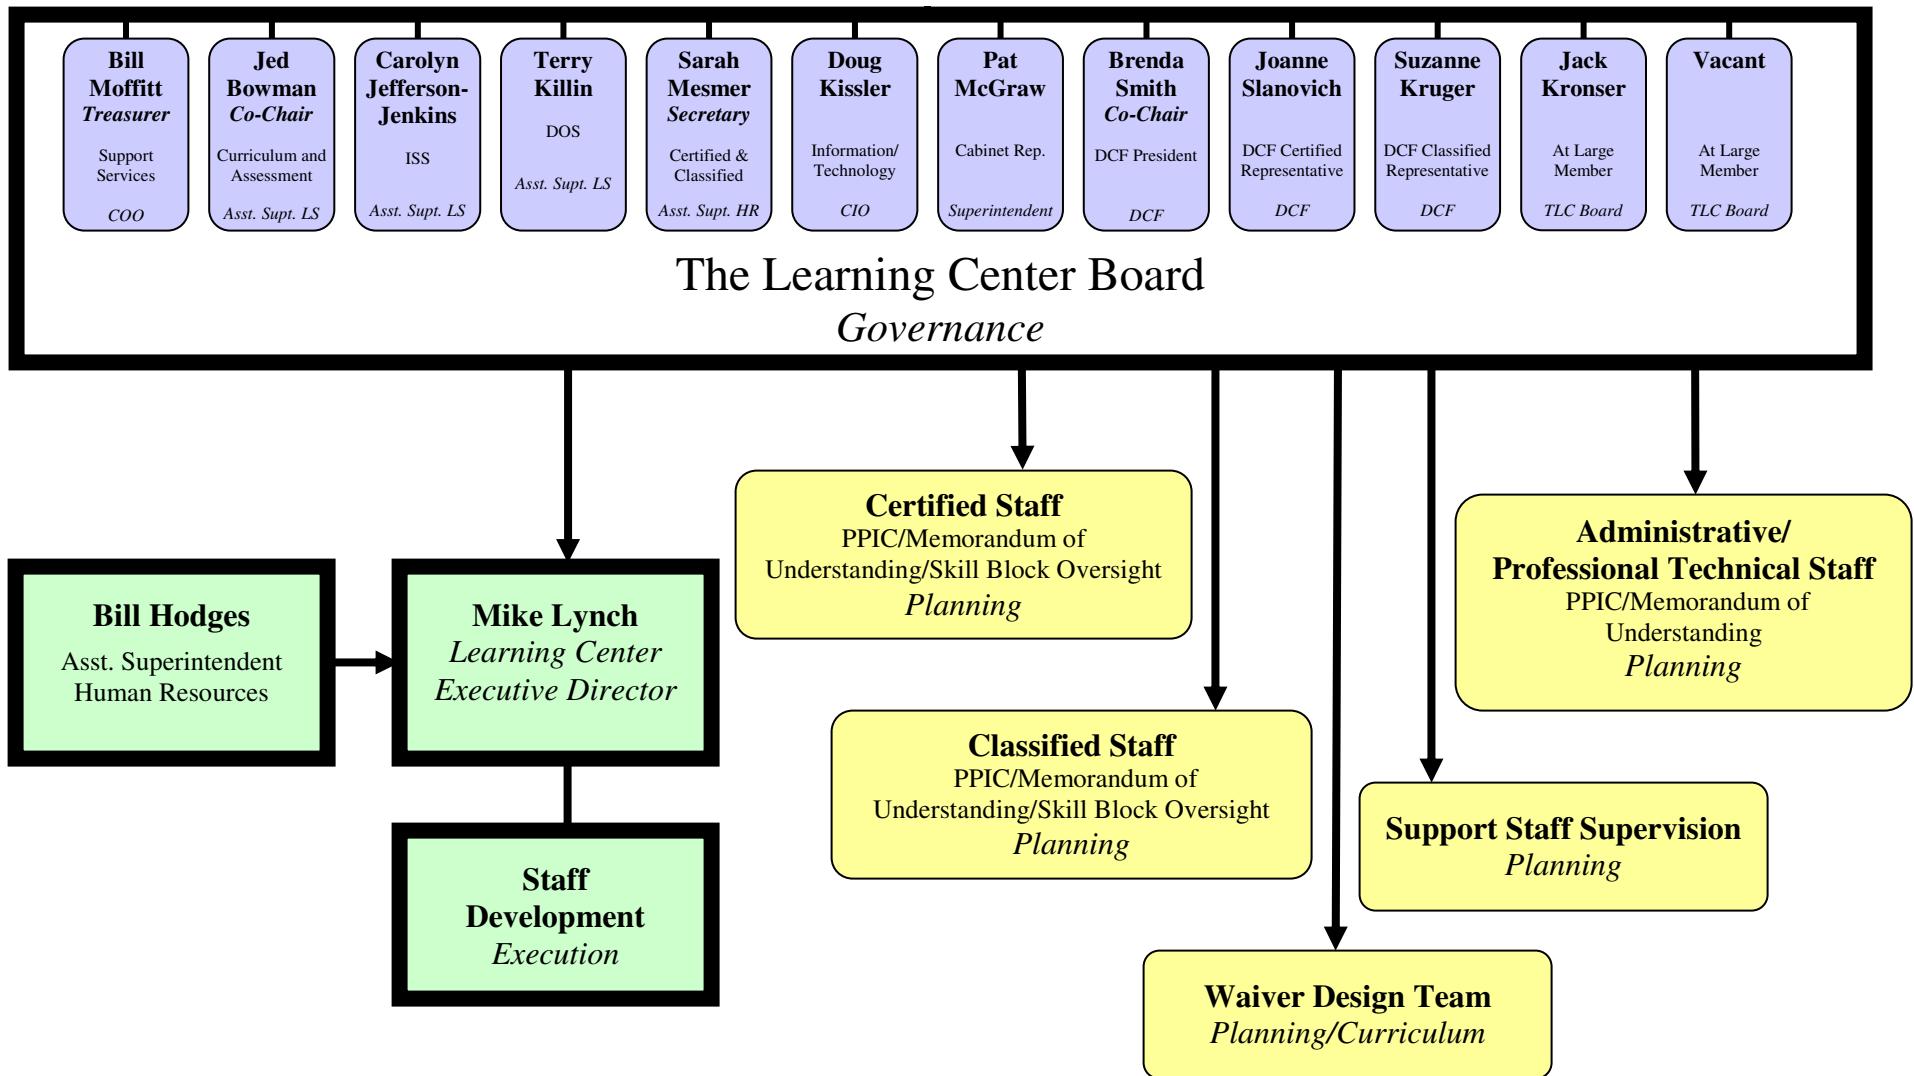 Bill
Moffitt
Treasurer
Support
Services
COO
Jed
Bowman
Co-Chair
Curriculum and
Assessment
Asst. Supt. LS
Carolyn
Jefferson-
Jenkins
ISS
Asst. Supt. LS
Terry
Killin
DOS
Asst. Supt. LS
Sarah
Mesmer
Secretary
Certified &
Classified
Asst. Supt. HR
Doug
Kissler
Information/
Technology
CIO
Pat
McGraw
Cabinet Rep.
Superintendent
Brenda
Smith
Co-Chair
DCF President
DCF
Joanne
Slanovich
DCF Certified
Representative
DCF
Suzanne
Kruger
DCF Classified
Representative
DCF
Jack
Kronser
At Large
Member
TLC Board
Vacant
At Large
Member
TLC Board
The Learning Center Board
Governance
Bill Hodges
Asst. Superintendent
Human Resources
Mike Lynch
Learning Center
Executive Director
Staff
Development
Execution
Certified Staff
PPIC/Memorandum of
Understanding/Skill Block Oversight
Planning
Classified Staff
PPIC/Memorandum of
Understanding/Skill Block Oversight
Planning
Administrative/
Professional Technical Staff
PPIC/Memorandum of
Understanding
Planning
Support Staff Supervision
Planning
Waiver Design Team
Planning/Curriculum